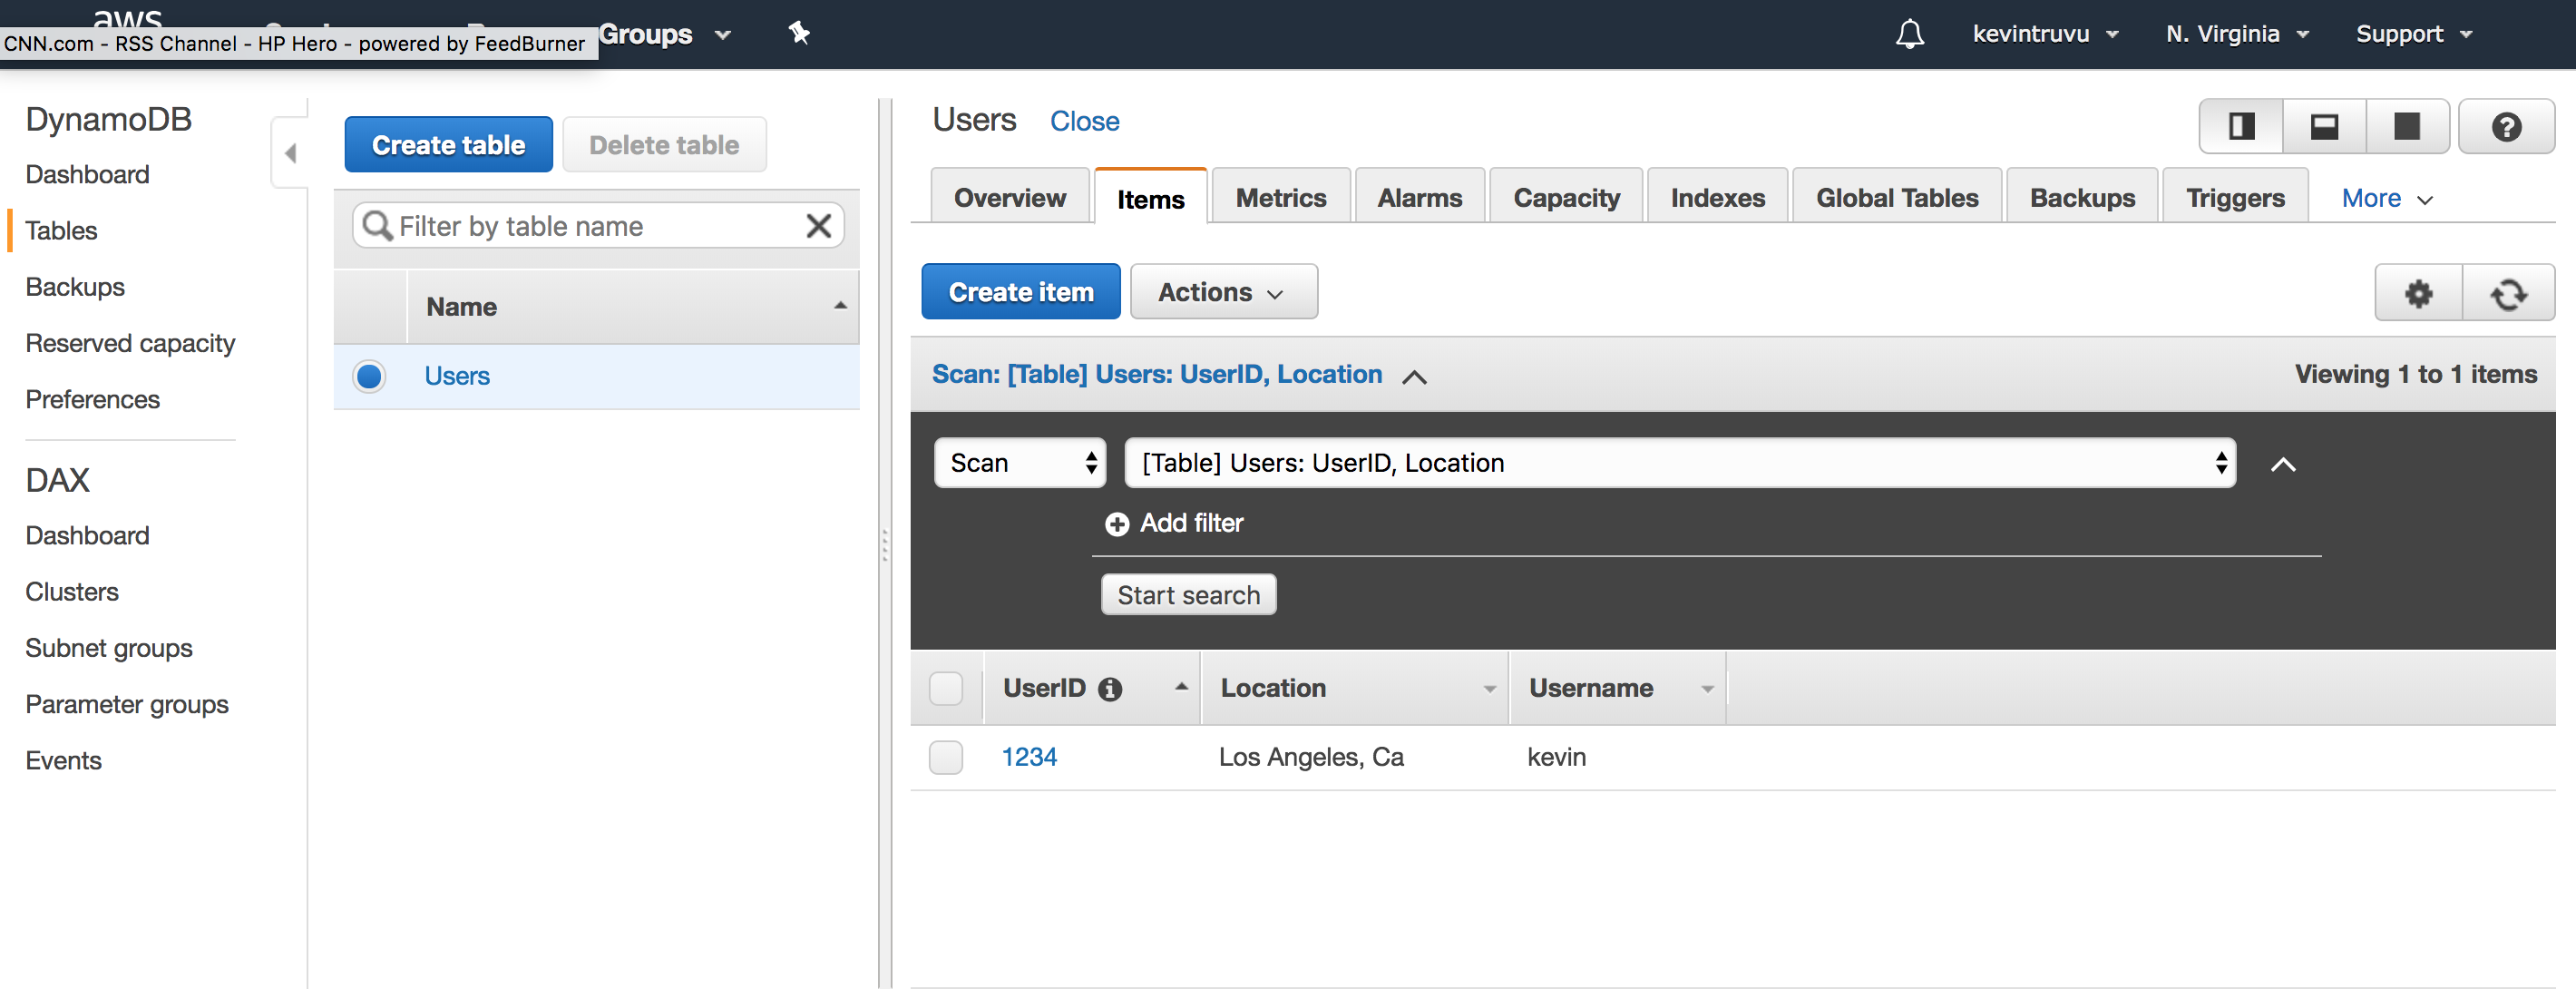 aws
CNN.com - RSS Channel - HP Hero - powered by FeedBurner
Groups
kevintruvu
N. Virginia
Support
DynamoDB
Dashboard
Tables
Backups
Reserved capacity
Preferences
DAX
Dashboard
Clusters
Subnet groups
Parameter groups
Events
Create table
Delete table
Filter by table name
Name
Users
Users
Close
Overview
Items
Metrics
Alarms
Capacity
Indexes
Global Tables
Backups
Triggers
More
Create item
Actions
Scan: [Table] Users: UserID, Location
Viewing 1 to 1 items
Scan
[Table] Users: UserID, Location
Add filter
Start search
UserID
Location
Username
1234
Los Angeles, Ca
kevin